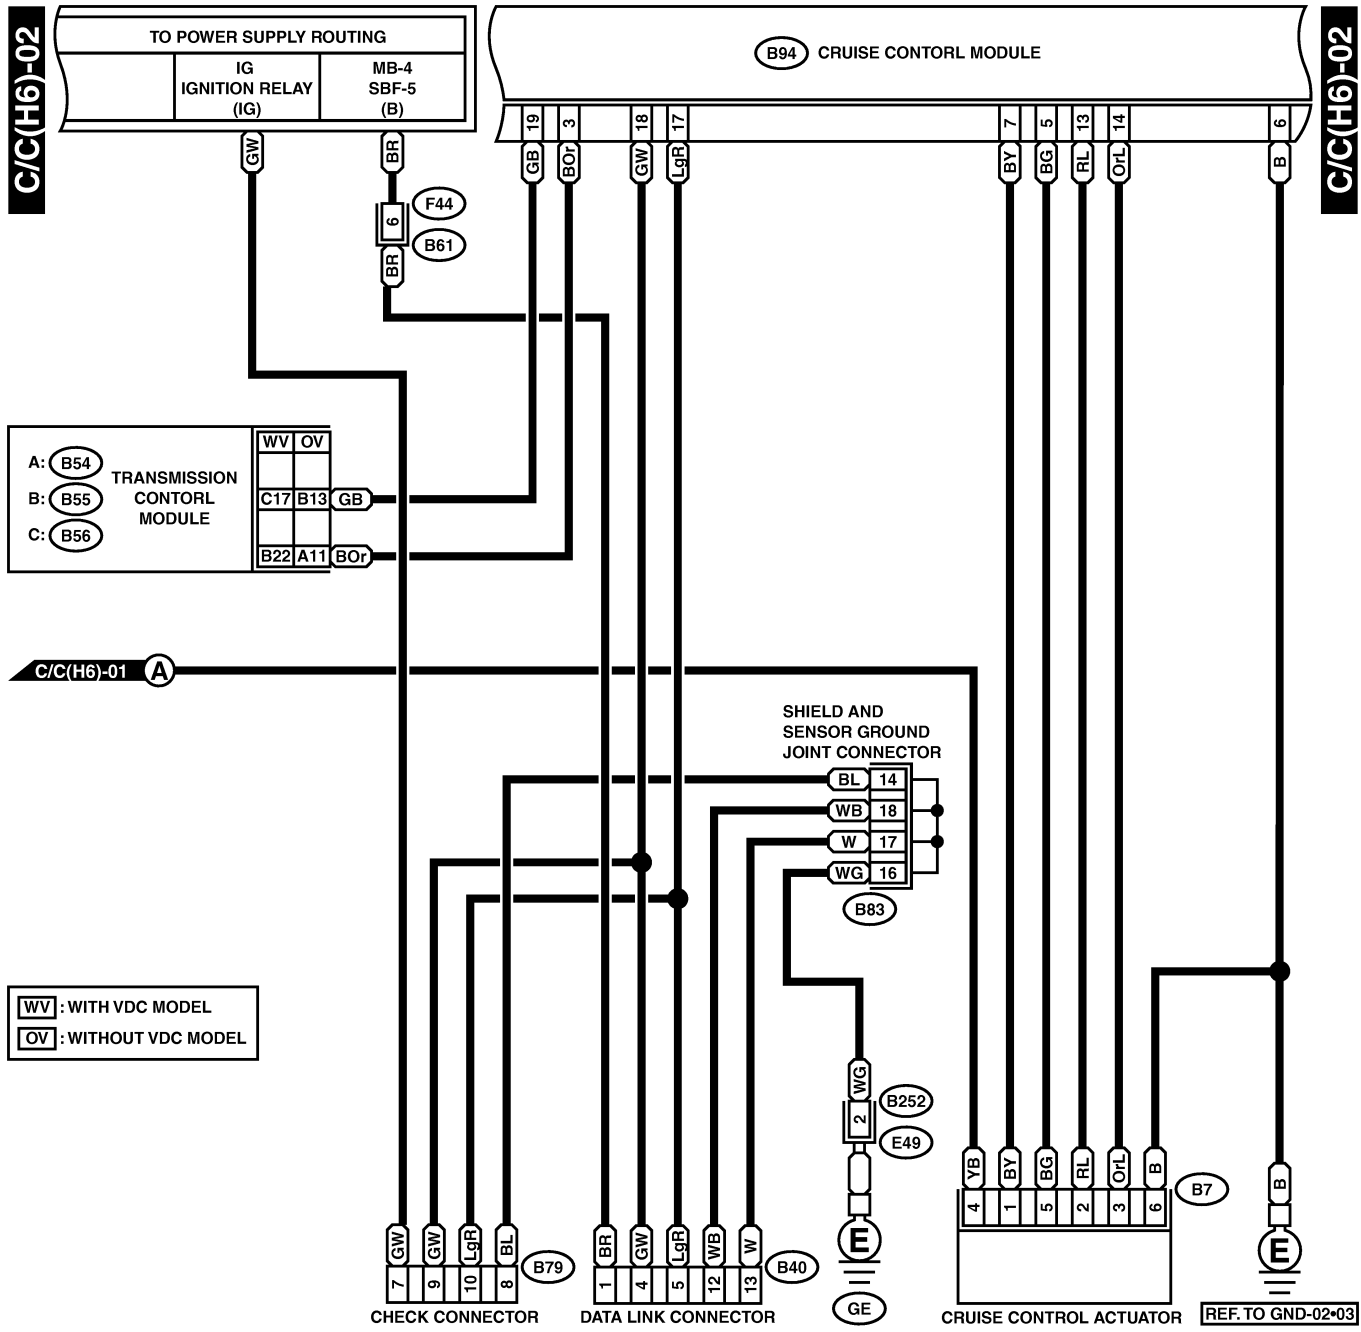 C/C(H6)-02
TO POWER SUPPLY ROUTING
IG
IGNITION RELAY
(IG)
MB-4
SBF-5
(B)
B94 CRUISE CONTORL MODULE
C/C(H6)-02
19 3 18 17 7 5 13 14 6
GW BR GB BOr GW LgR BY BG RL OrL B
6
F44
B61
BR
A: B54
B: B55
C: B56
TRANSMISSION
CONTORL
MODULE
WV OV
C17 B13 GB
B22 A11 BOr
C/C(H6)-01 A
SHIELD AND
SENSOR GROUND
JOINT CONNECTOR
BL 14
WB 18
W 17
WG 16
B83
WV : WITH VDC MODEL
OV : WITHOUT VDC MODEL
WG
2
B252
E49
E
GE
YB BY BG RL OrL B
4 1 5 2 3 6
B7
CRUISE CONTROL ACTUATOR
B
E
REF. TO GND-02•03
GW GW LgR BL
7 9 10 8
B79
CHECK CONNECTOR
BR GW LgR WB W
1 4 5 12 13
B40
DATA LINK CONNECTOR